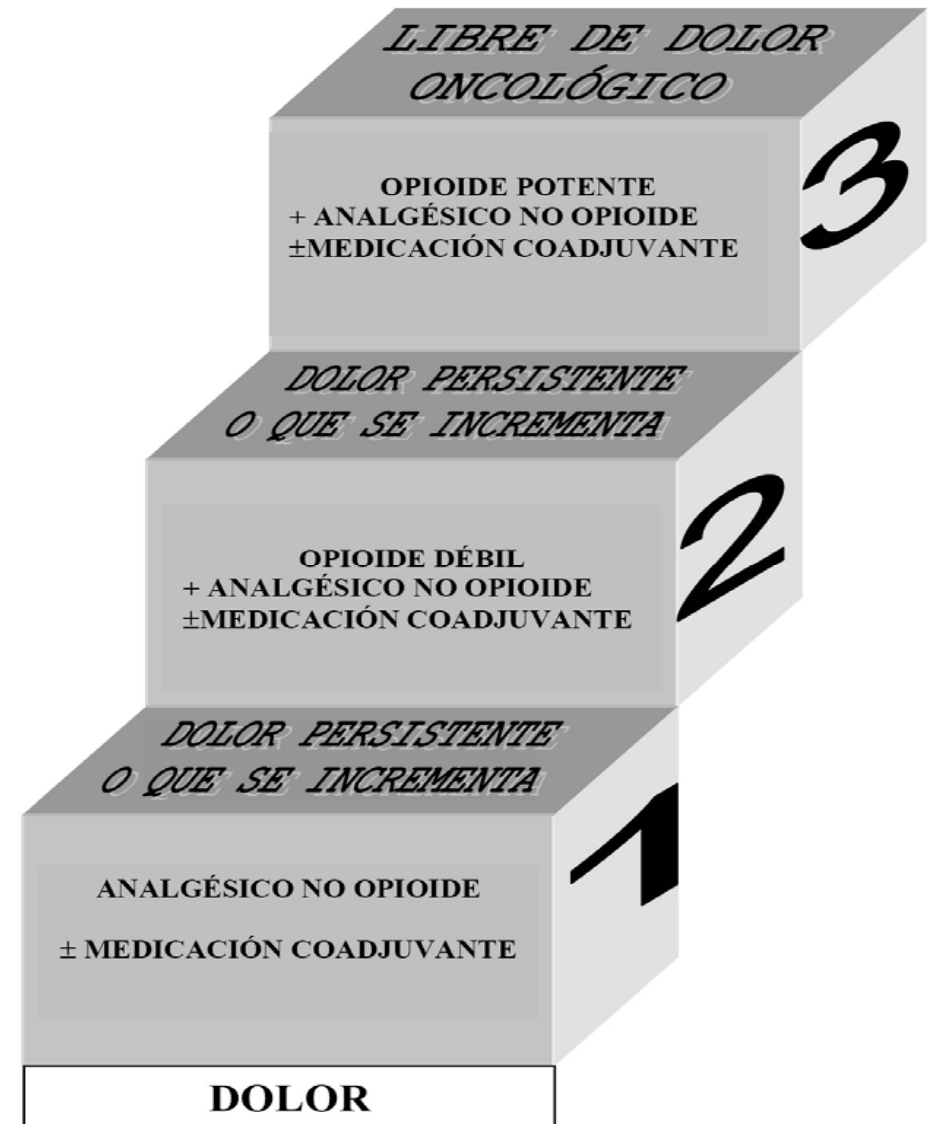 LIBRE DE DOLOR
ONCOLÓGICO
3
OPIOIDE POTENTE
+ ANALGÉSICO NO OPIOIDE
±MEDICACIÓN COADJUVANTE
DOLOR PERSISTENTE
O QUE SE INCREMENTA
2
OPIOIDE DÉBIL
+ ANALGÉSICO NO OPIOIDE
±MEDICACIÓN COADJUVANTE
DOLOR PERSISTENTE
O QUE SE INCREMENTA
1
ANALGÉSICO NO OPIOIDE
± MEDICACIÓN COADJUVANTE
DOLOR